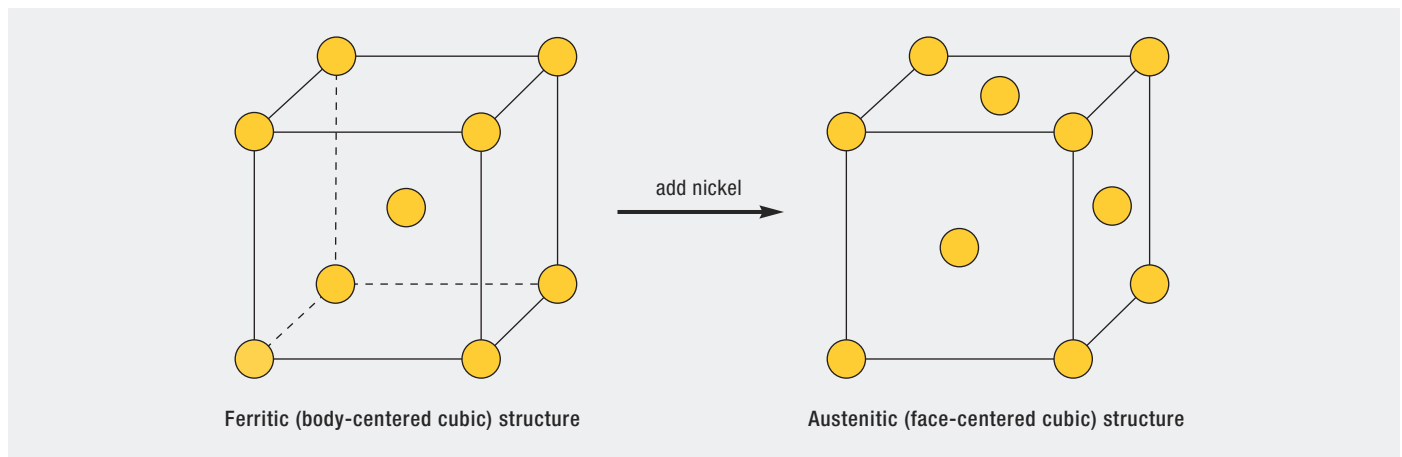 add nickel
Ferritic (body-centered cubic) structure
Austenitic (face-centered cubic) structure